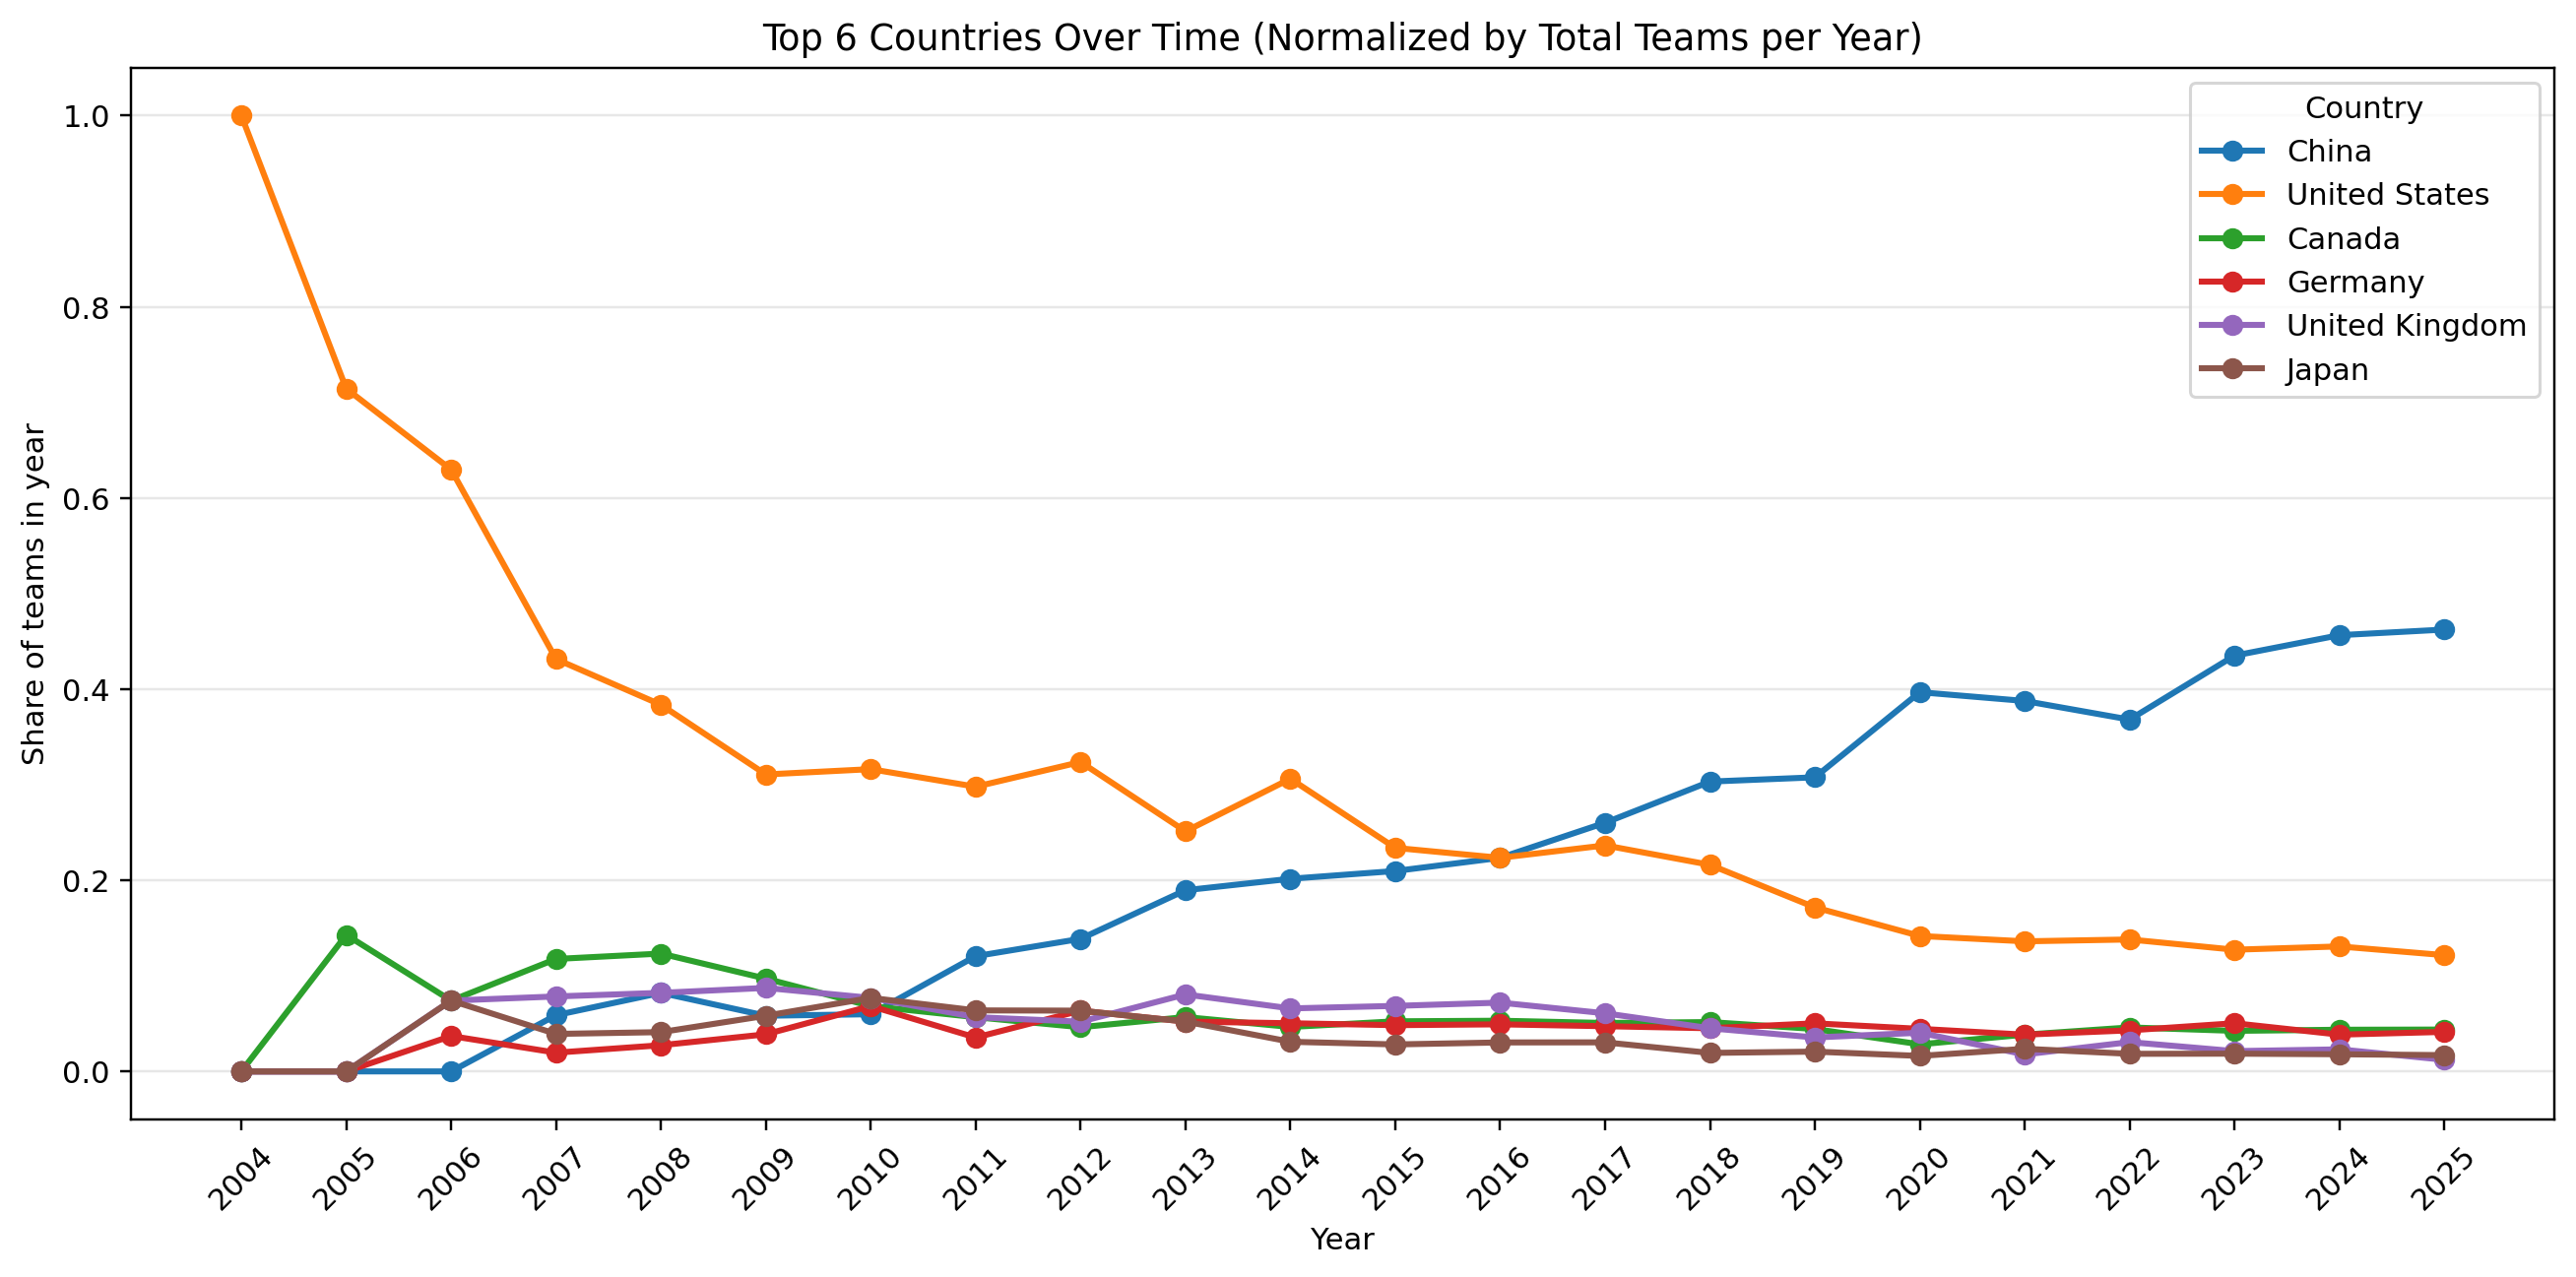 Top 6 Countries Over Time (Normalized by Total Teams per Year)
Country
China
United States
Canada
Germany
United Kingdom
Japan
Share of teams in year
1.0
0.8
0.6
0.4
0.2
0.0
2004 2005 2006 2007 2008 2009 2010 2011 2012 2013 2014 2015 2016 2017 2018 2019 2020 2021 2022 2023 2024 2025
Year